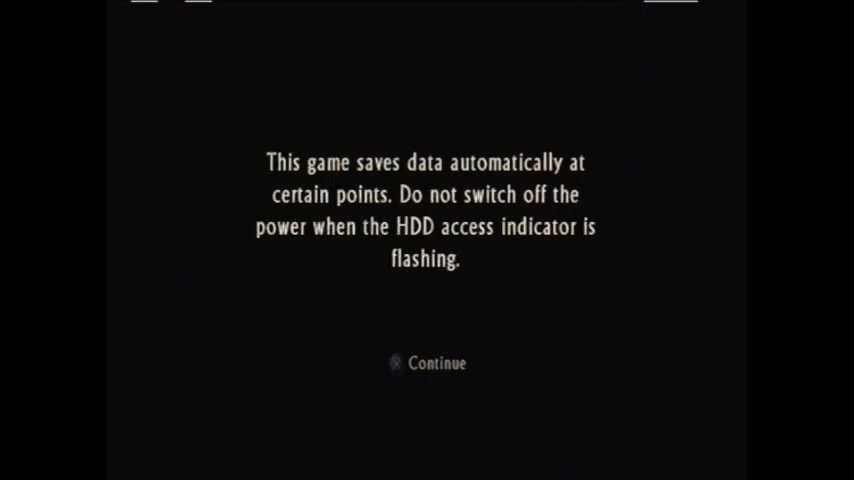 This game saves data automatically at
certain points. Do not switch off the
power when the HDD access indicator is
flashing.
Continue